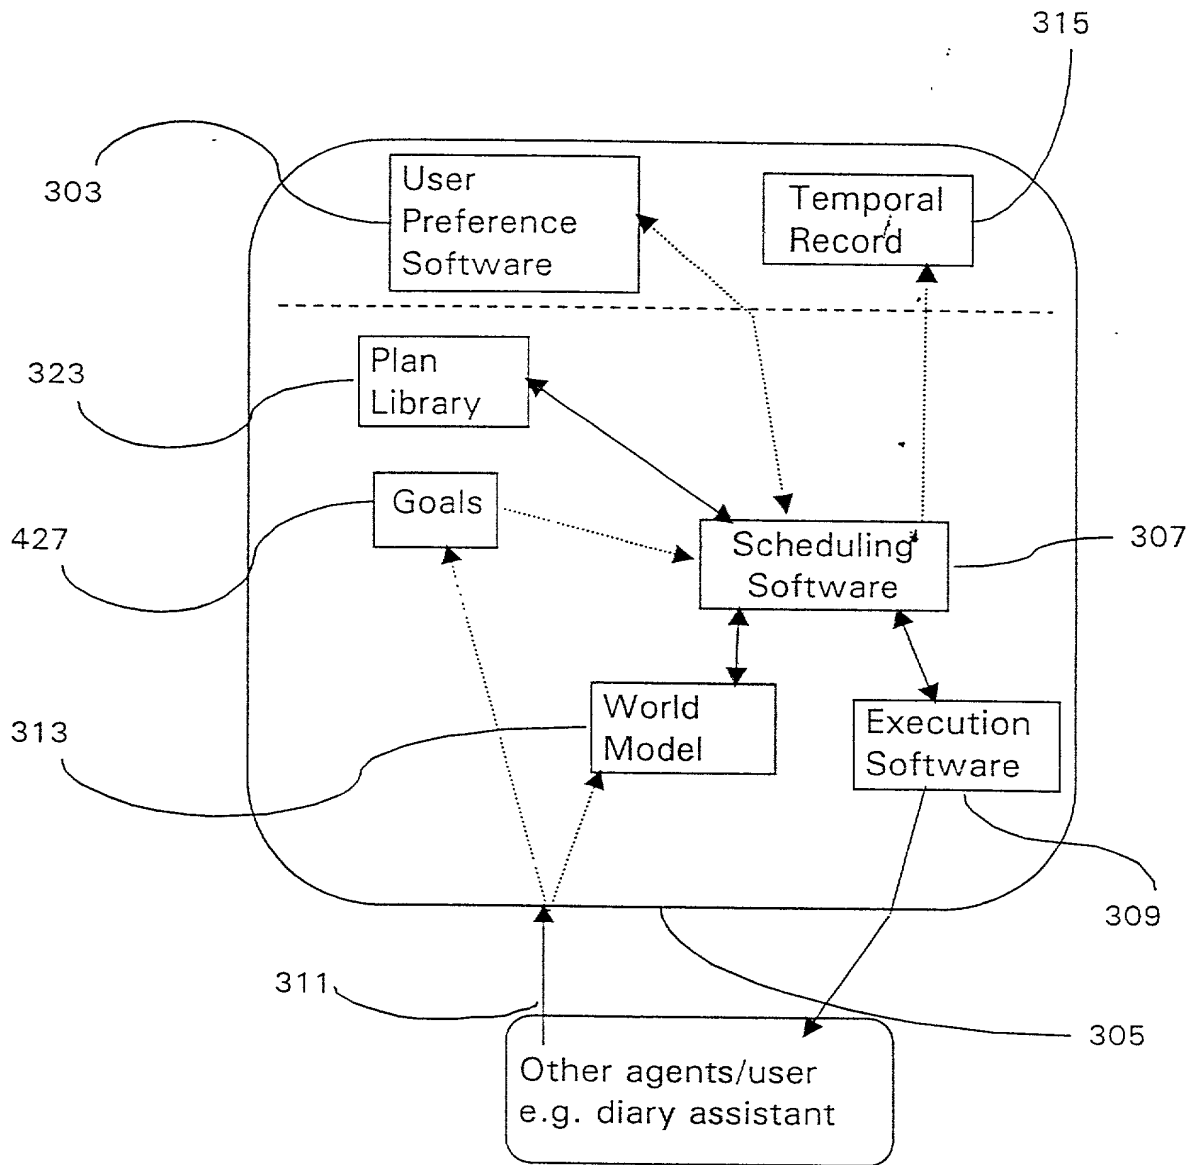 315
303
User
Preference
Software
Temporal
Record
323
Plan
Library
427
Goals
Scheduling
Software
307
313
World
Model
Execution
Software
309
311
305
Other agents/user
e.g. diary assistant